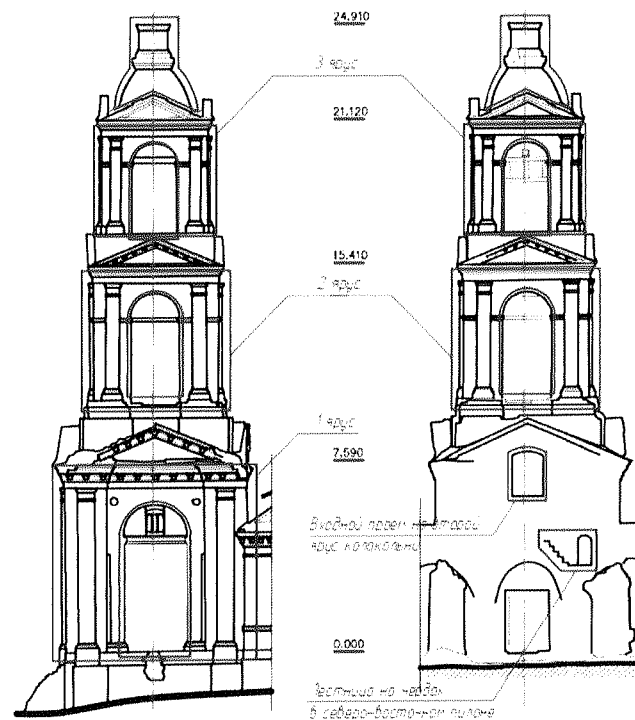 24.910
3 ярус
21.120
15.410
2 ярус
1 ярус
7.590
Входной проем на второй
ярус колокольни
0.000
Лестница на чердак
в северо-восточном пилоне